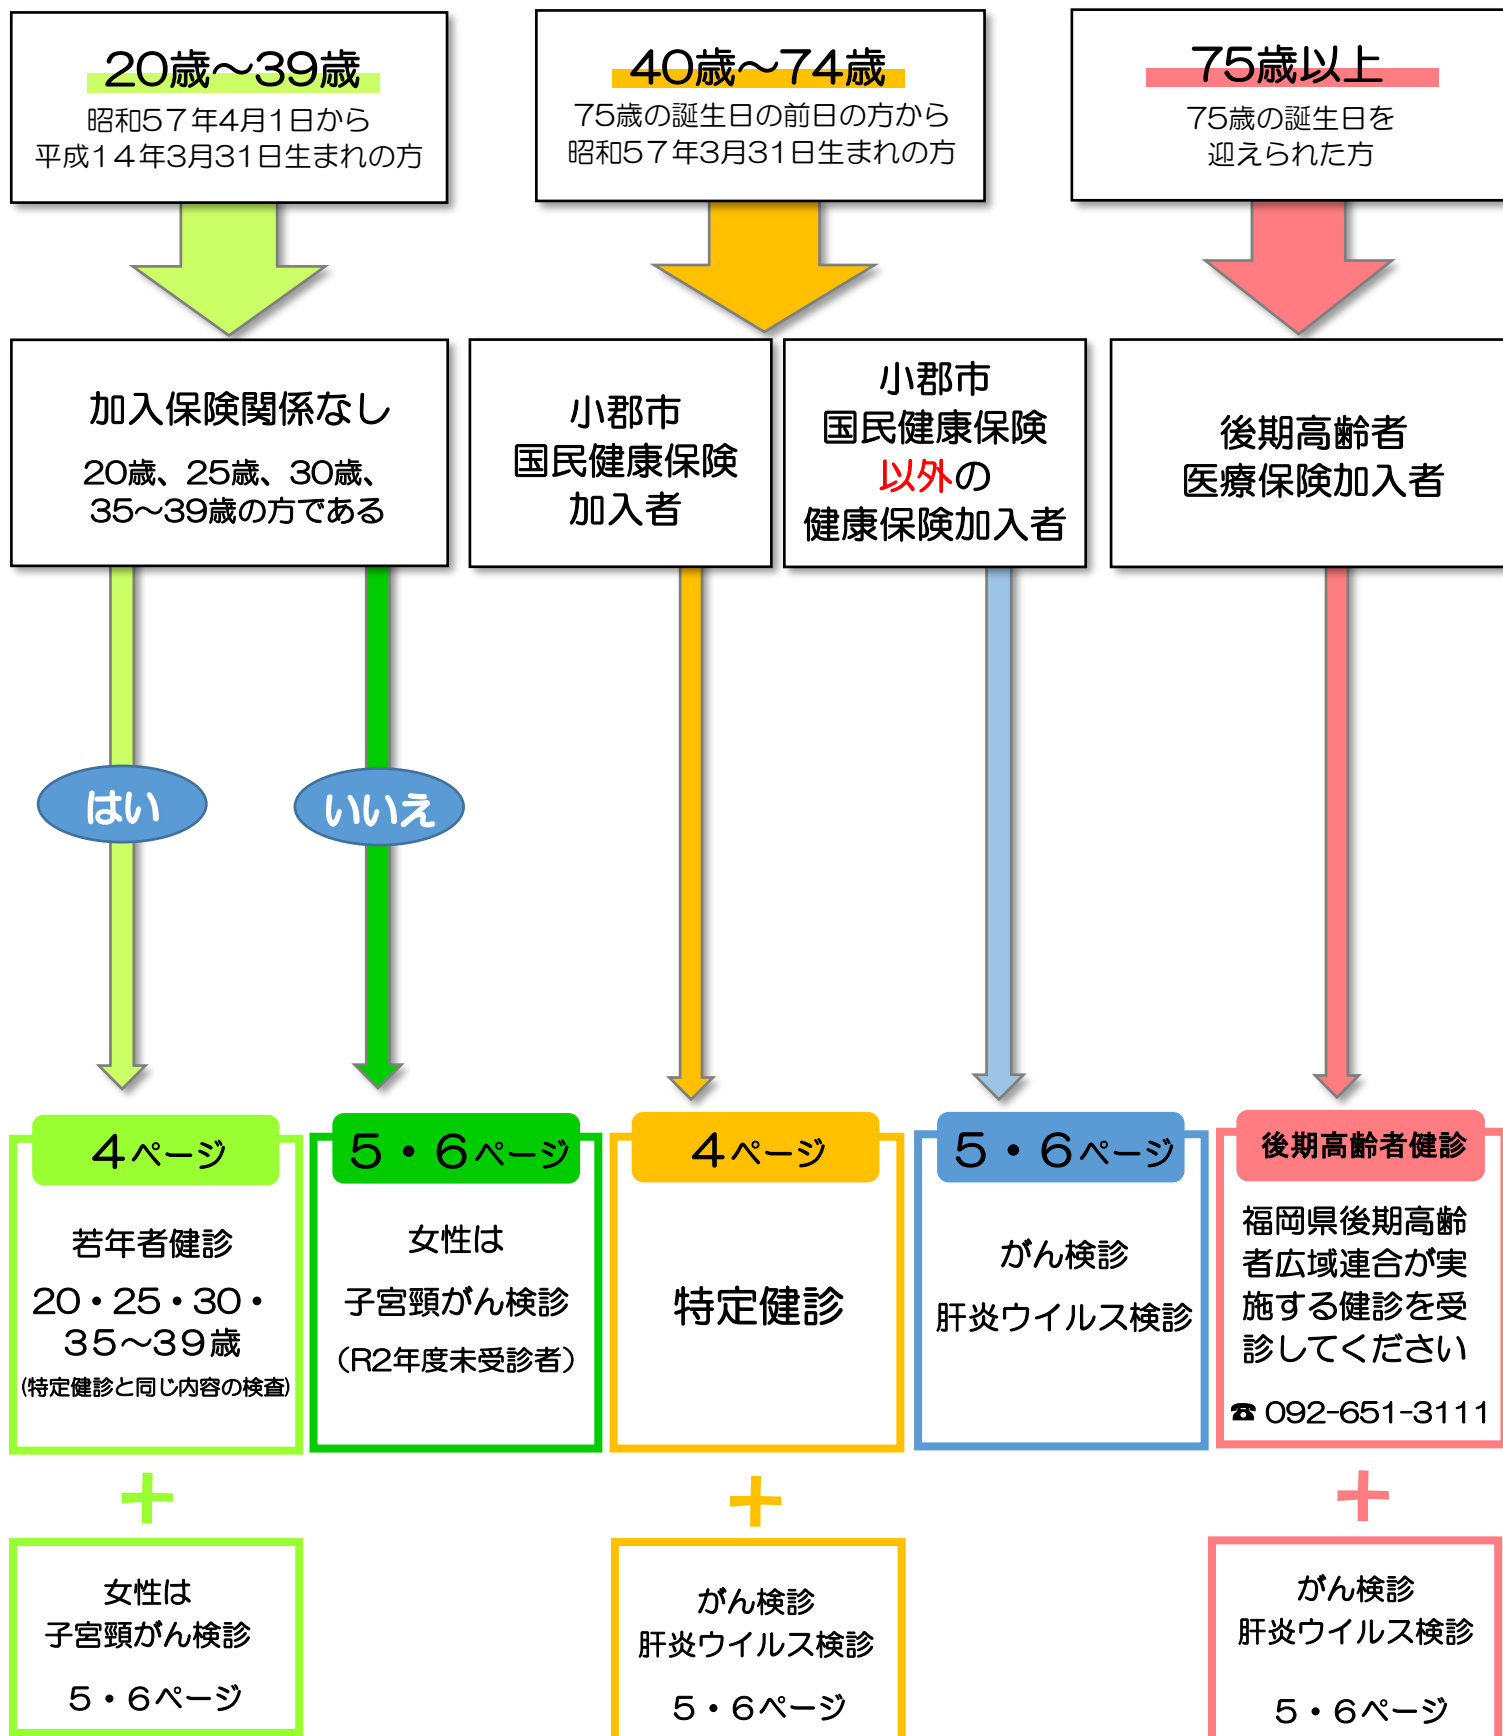 20歳～39歳
昭和57年4月1日から
平成14年3月31日生まれの方
40歳～74歳
75歳の誕生日の前日の方から
昭和57年3月31日生まれの方
75歳以上
75歳の誕生日を
迎えられた方
加入保険関係なし
20歳、25歳、30歳、
35～39歳の方である
小郡市
国民健康保険
加入者
小郡市
国民健康保険
以外の
健康保険加入者
後期高齢者
医療保険加入者
はい
いいえ
4ページ
若年者健診
20・25・30・
35～39歳
(特定健診と同じ内容の検査)
5・6ページ
女性は
子宮頸がん検診
（R2年度未受診者）
4ページ
特定健診
5・6ページ
がん検診
肝炎ウイルス検診
後期高齢者健診
福岡県後期高齢
者広域連合が実
施する健診を受
診してください
☎ 092-651-3111
+
+
+
女性は
子宮頸がん検診
5・6ページ
がん検診
肝炎ウイルス検診
5・6ページ
がん検診
肝炎ウイルス検診
5・6ページ